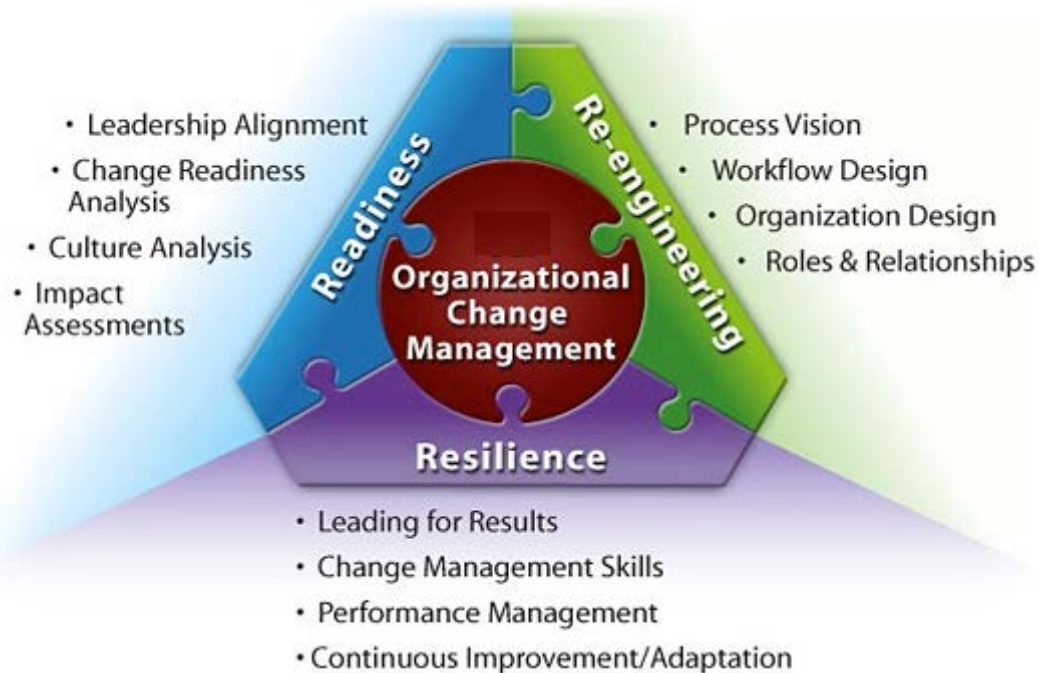 Readiness
• Leadership Alignment
• Change Readiness
Analysis
• Culture Analysis
• Impact
Assessments
Re-engineering
• Process Vision
• Workflow Design
• Organization Design
• Roles & Relationships
Organizational
Change
Management
Resilience
• Leading for Results
• Change Management Skills
• Performance Management
• Continuous Improvement/Adaptation